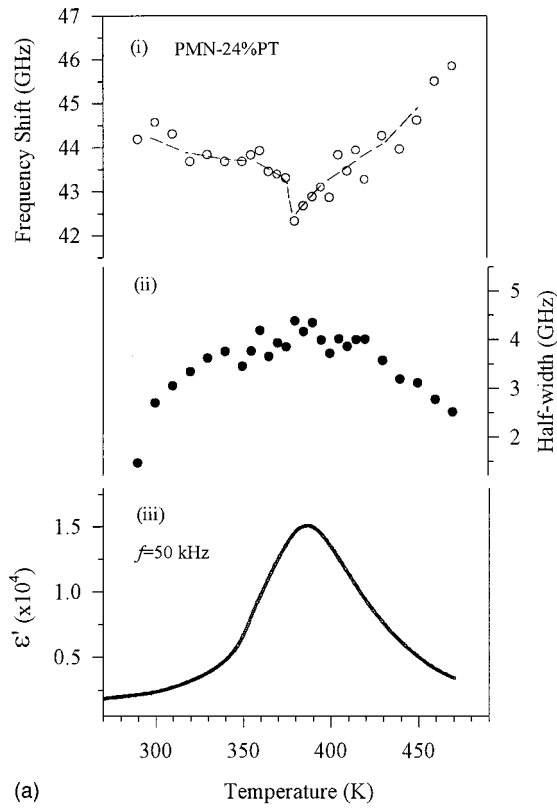 47
(i) PMN-24%PT
46
45
44
43
42
Frequency Shift (GHz)
(ii)
5
4
3
2
Half-width (GHz)
(iii)
f=50 kHz
1.5
1.0
0.5
ε' (x10⁴)
300 350 400 450
Temperature (K)
(a)